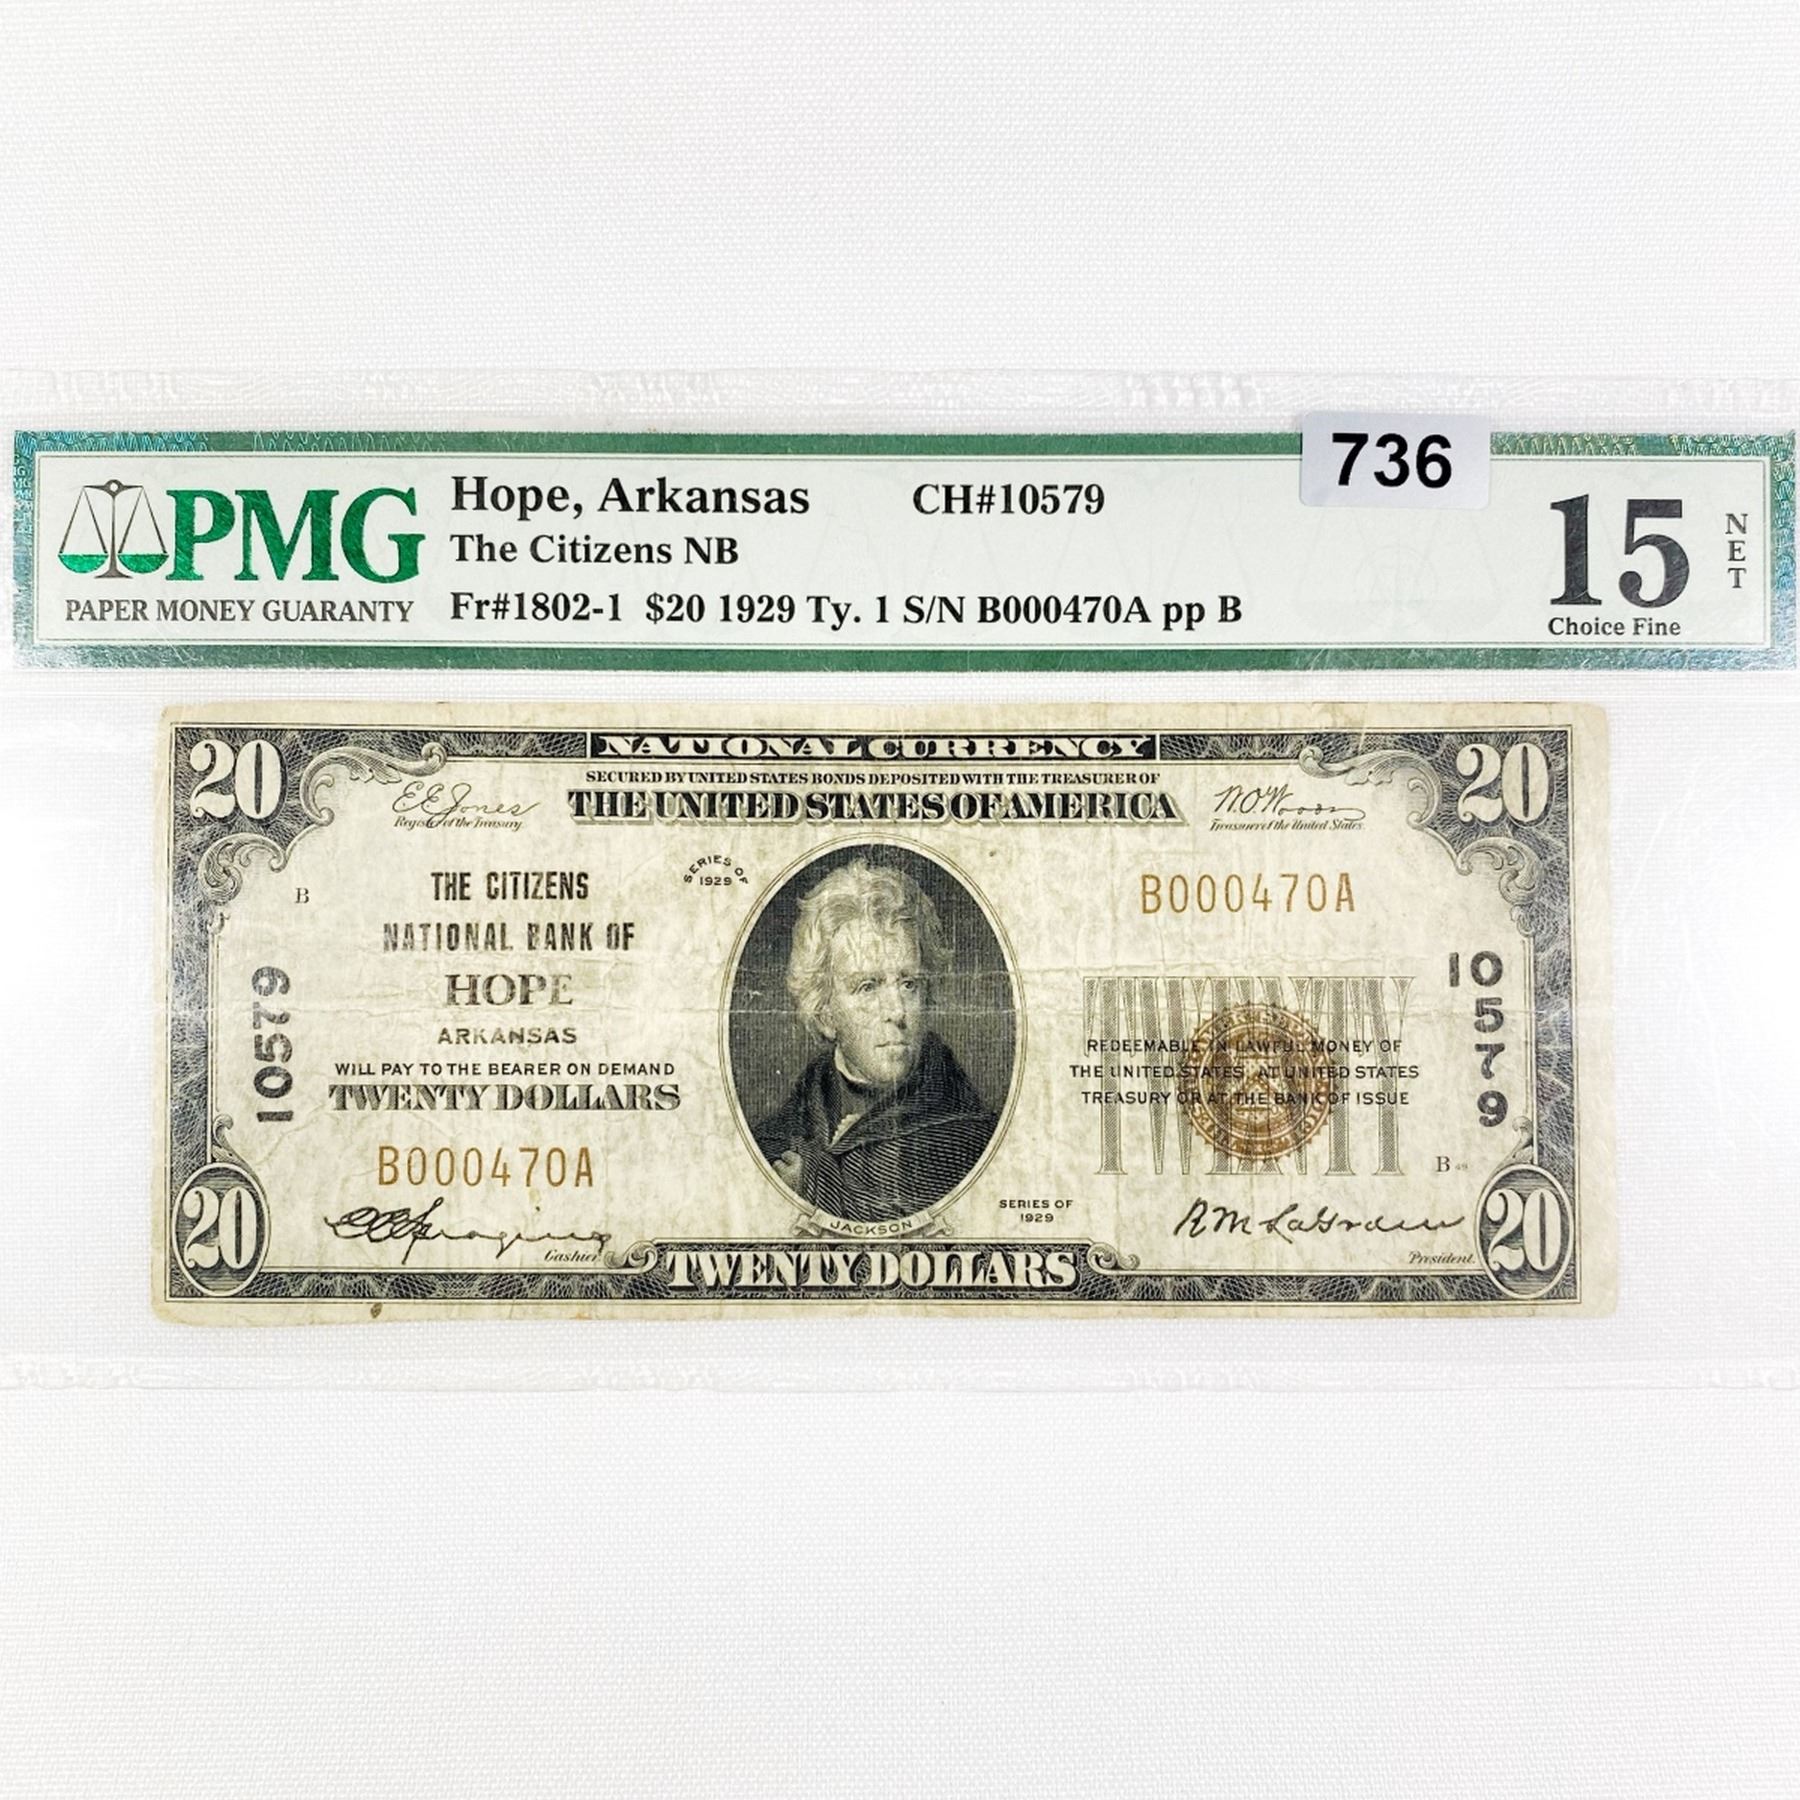 736
PMG
PAPER MONEY GUARANTY
Hope, Arkansas CH#10579
The Citizens NB
Fr#1802-1 $20 1929 Ty. 1 S/N B000470A pp B
15
Choice Fine
NET
20 NATIONAL CURRENCY 20
SECURED BY UNITED STATES BONDS DEPOSITED WITH THE TREASURER OF
THE UNITED STATES OF AMERICA
E E Jones
Register of the Treasury
W.O. Woods
Treasurer of the United States
SERIES OF
1929
B
THE CITIZENS
NATIONAL BANK OF
HOPE
ARKANSAS
WILL PAY TO THE BEARER ON DEMAND
TWENTY DOLLARS
B000470A
10579
B000470A
10579
TWENTY
REDEEMABLE IN LAWFUL MONEY OF
THE UNITED STATES AT UNITED STATES
TREASURY OR AT THE BANK OF ISSUE
B
JACKSON
SERIES OF
1929
Cashier
President
20 TWENTY DOLLARS 20